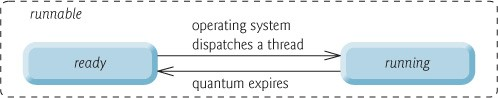 runnable
operating system
dispatches a thread
ready
running
quantum expires